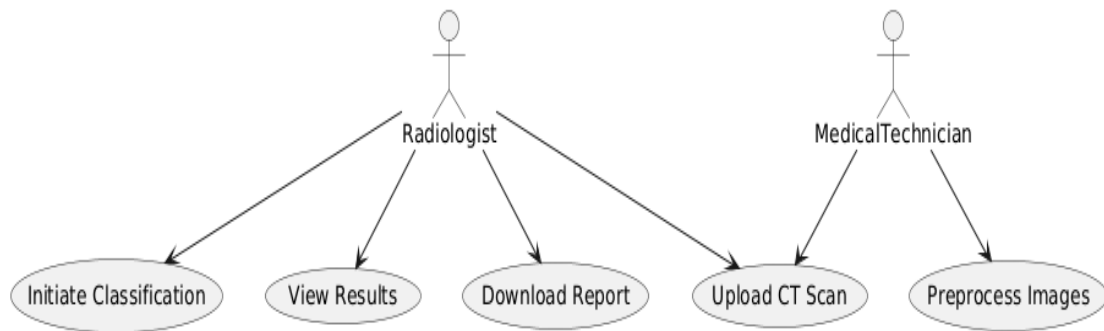 Radiologist
MedicalTechnician
Initiate Classification
View Results
Download Report
Upload CT Scan
Preprocess Images